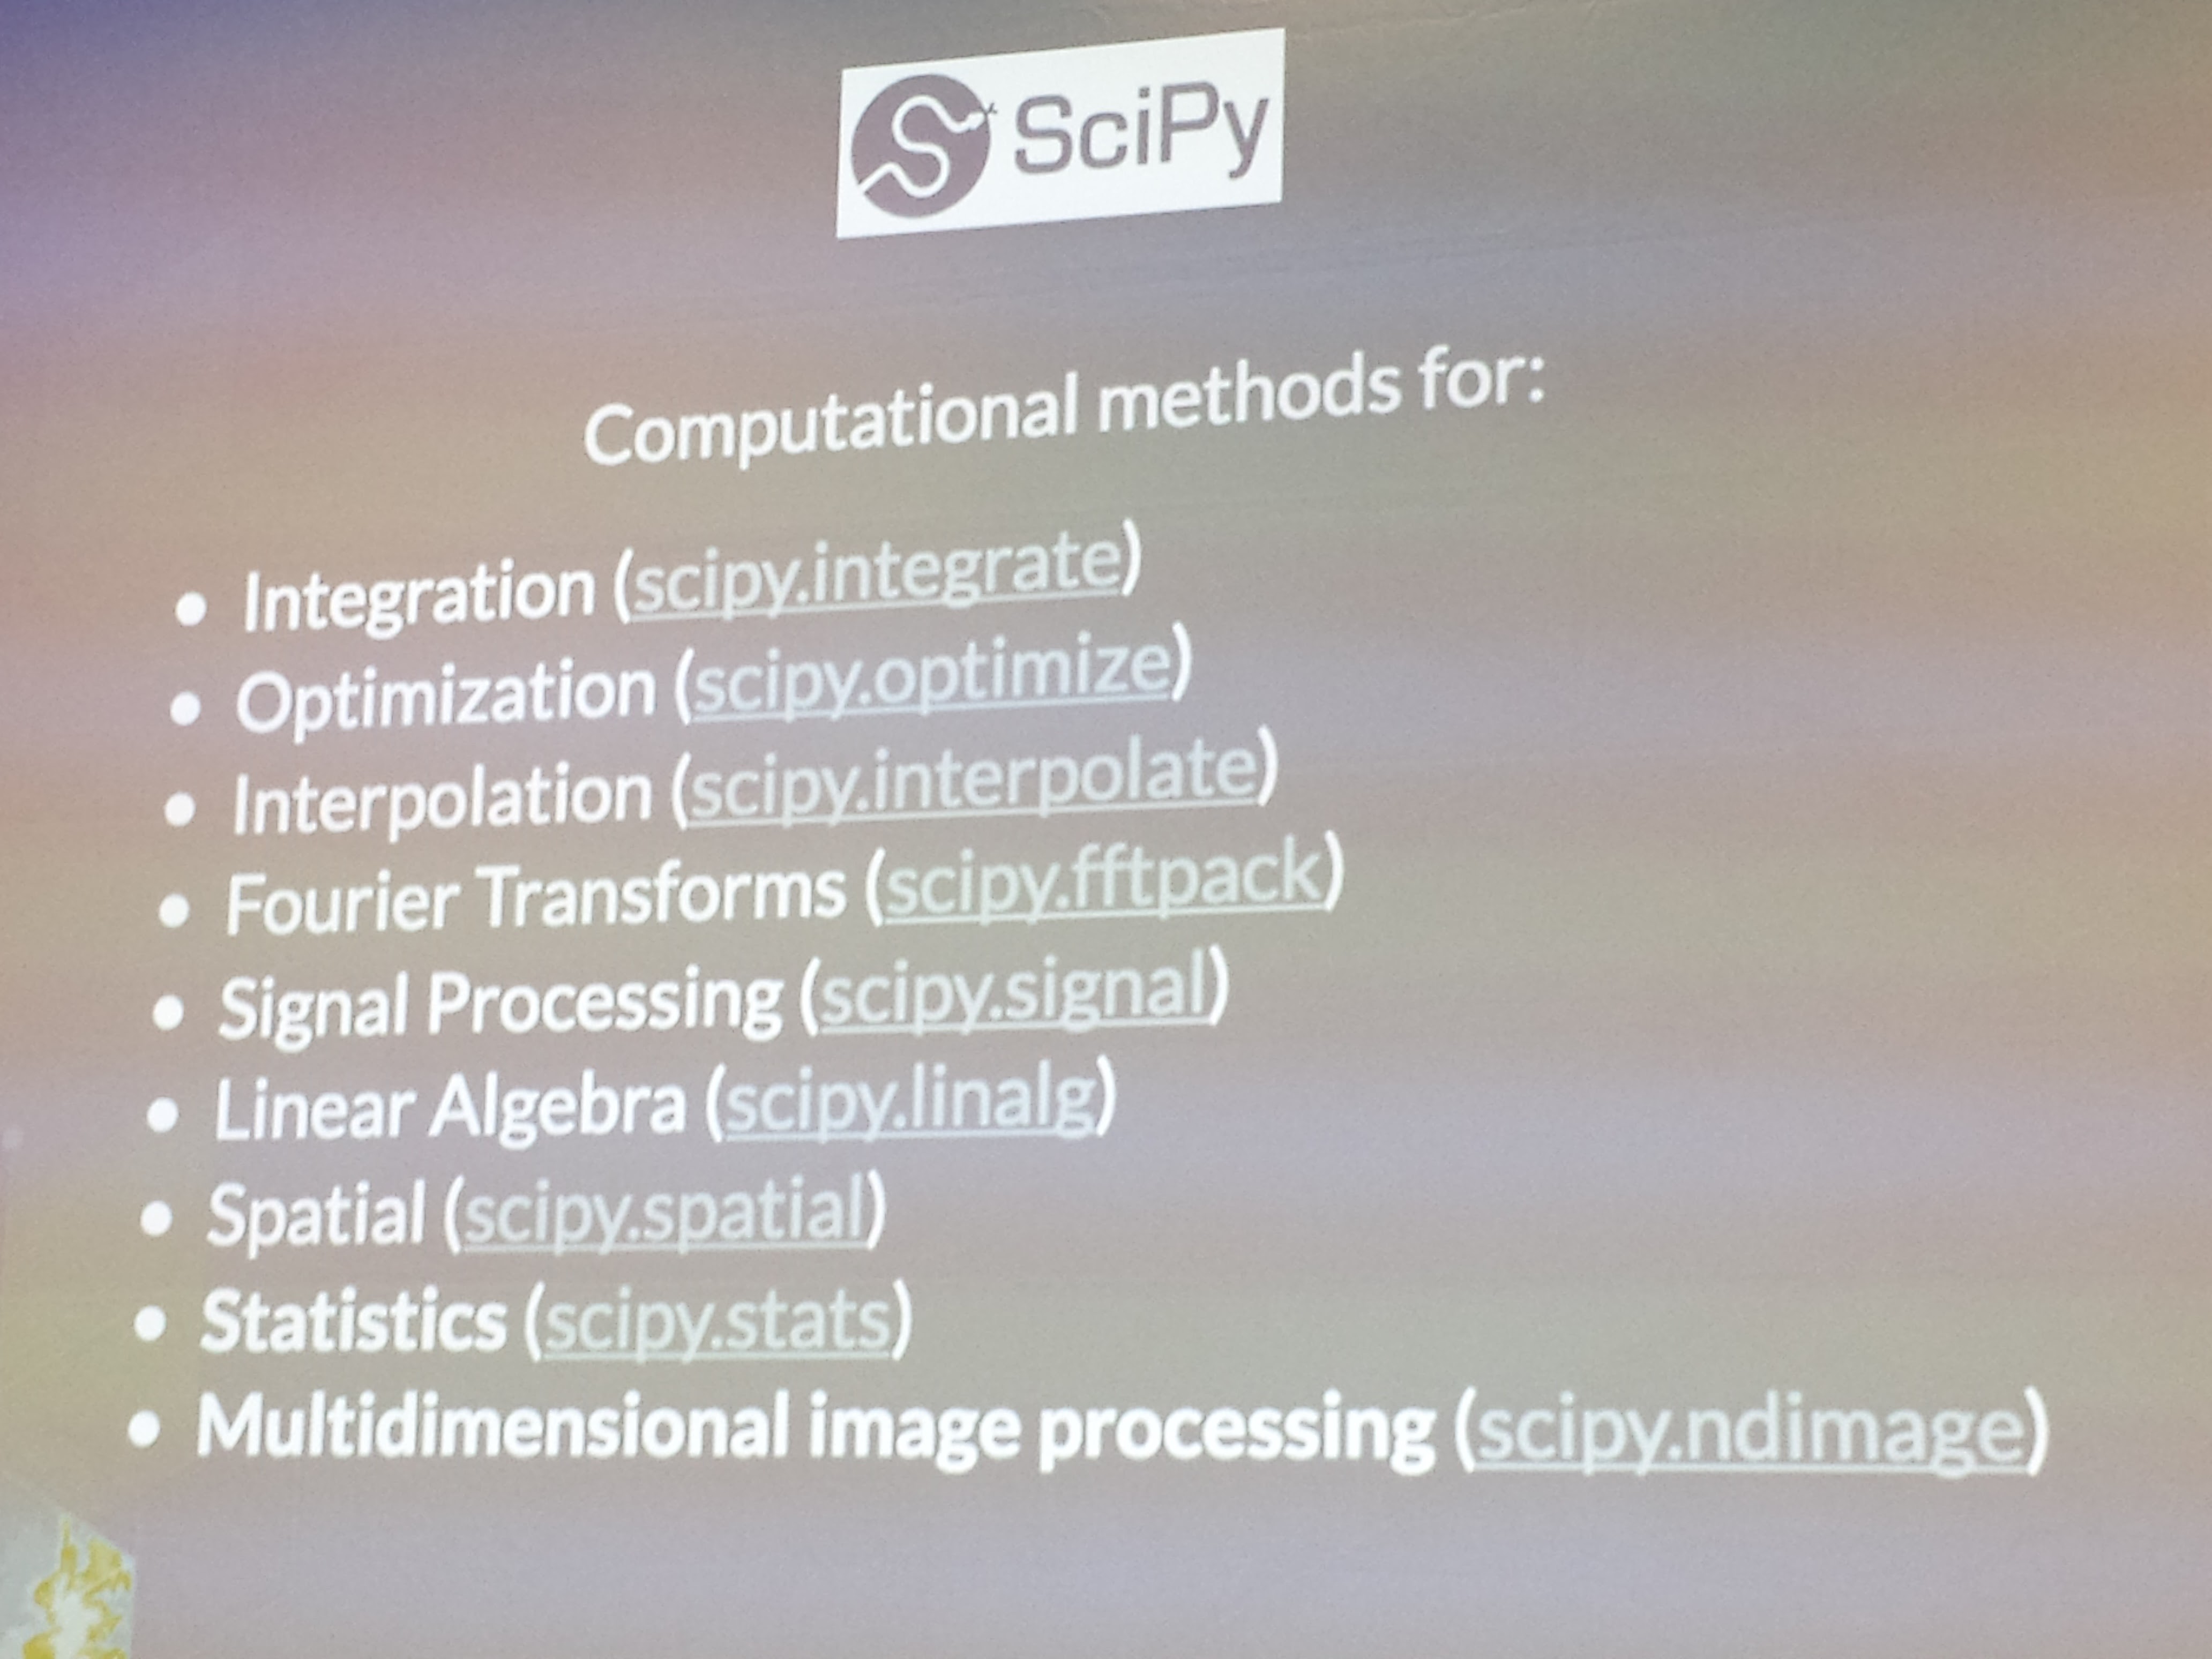 SciPy
Computational methods for:
• Integration (scipy.integrate)
• Optimization (scipy.optimize)
• Interpolation (scipy.interpolate)
• Fourier Transforms (scipy.fftpack)
• Signal Processing (scipy.signal)
• Linear Algebra (scipy.linalg)
• Spatial (scipy.spatial)
• Statistics (scipy.stats)
• Multidimensional image processing (scipy.ndimage)